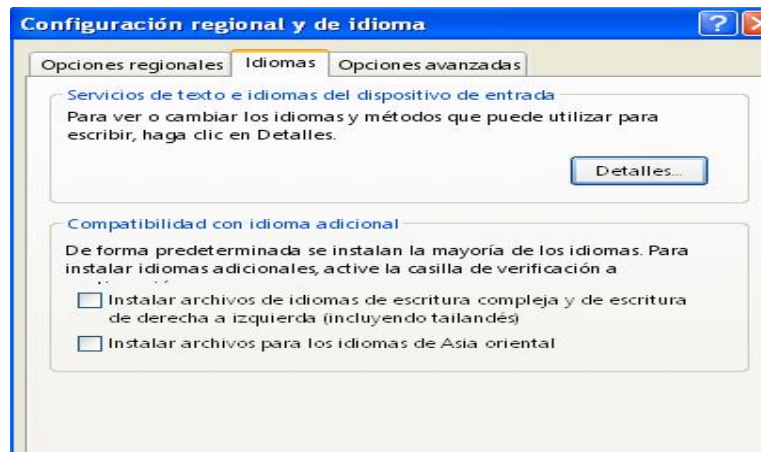 Configuración regional y de idioma
Opciones regionales Idiomas Opciones avanzadas
Servicios de texto e idiomas del dispositivo de entrada
Para ver o cambiar los idiomas y métodos que puede utilizar para
escribir, haga clic en Detalles.
Detalles...
Compatibilidad con idioma adicional
De forma predeterminada se instalan la mayoría de los idiomas. Para
instalar idiomas adicionales, active la casilla de verificación a
Instalar archivos de idiomas de escritura compleja y de escritura
de derecha a izquierda (incluyendo tailandés)
Instalar archivos para los idiomas de Asia oriental